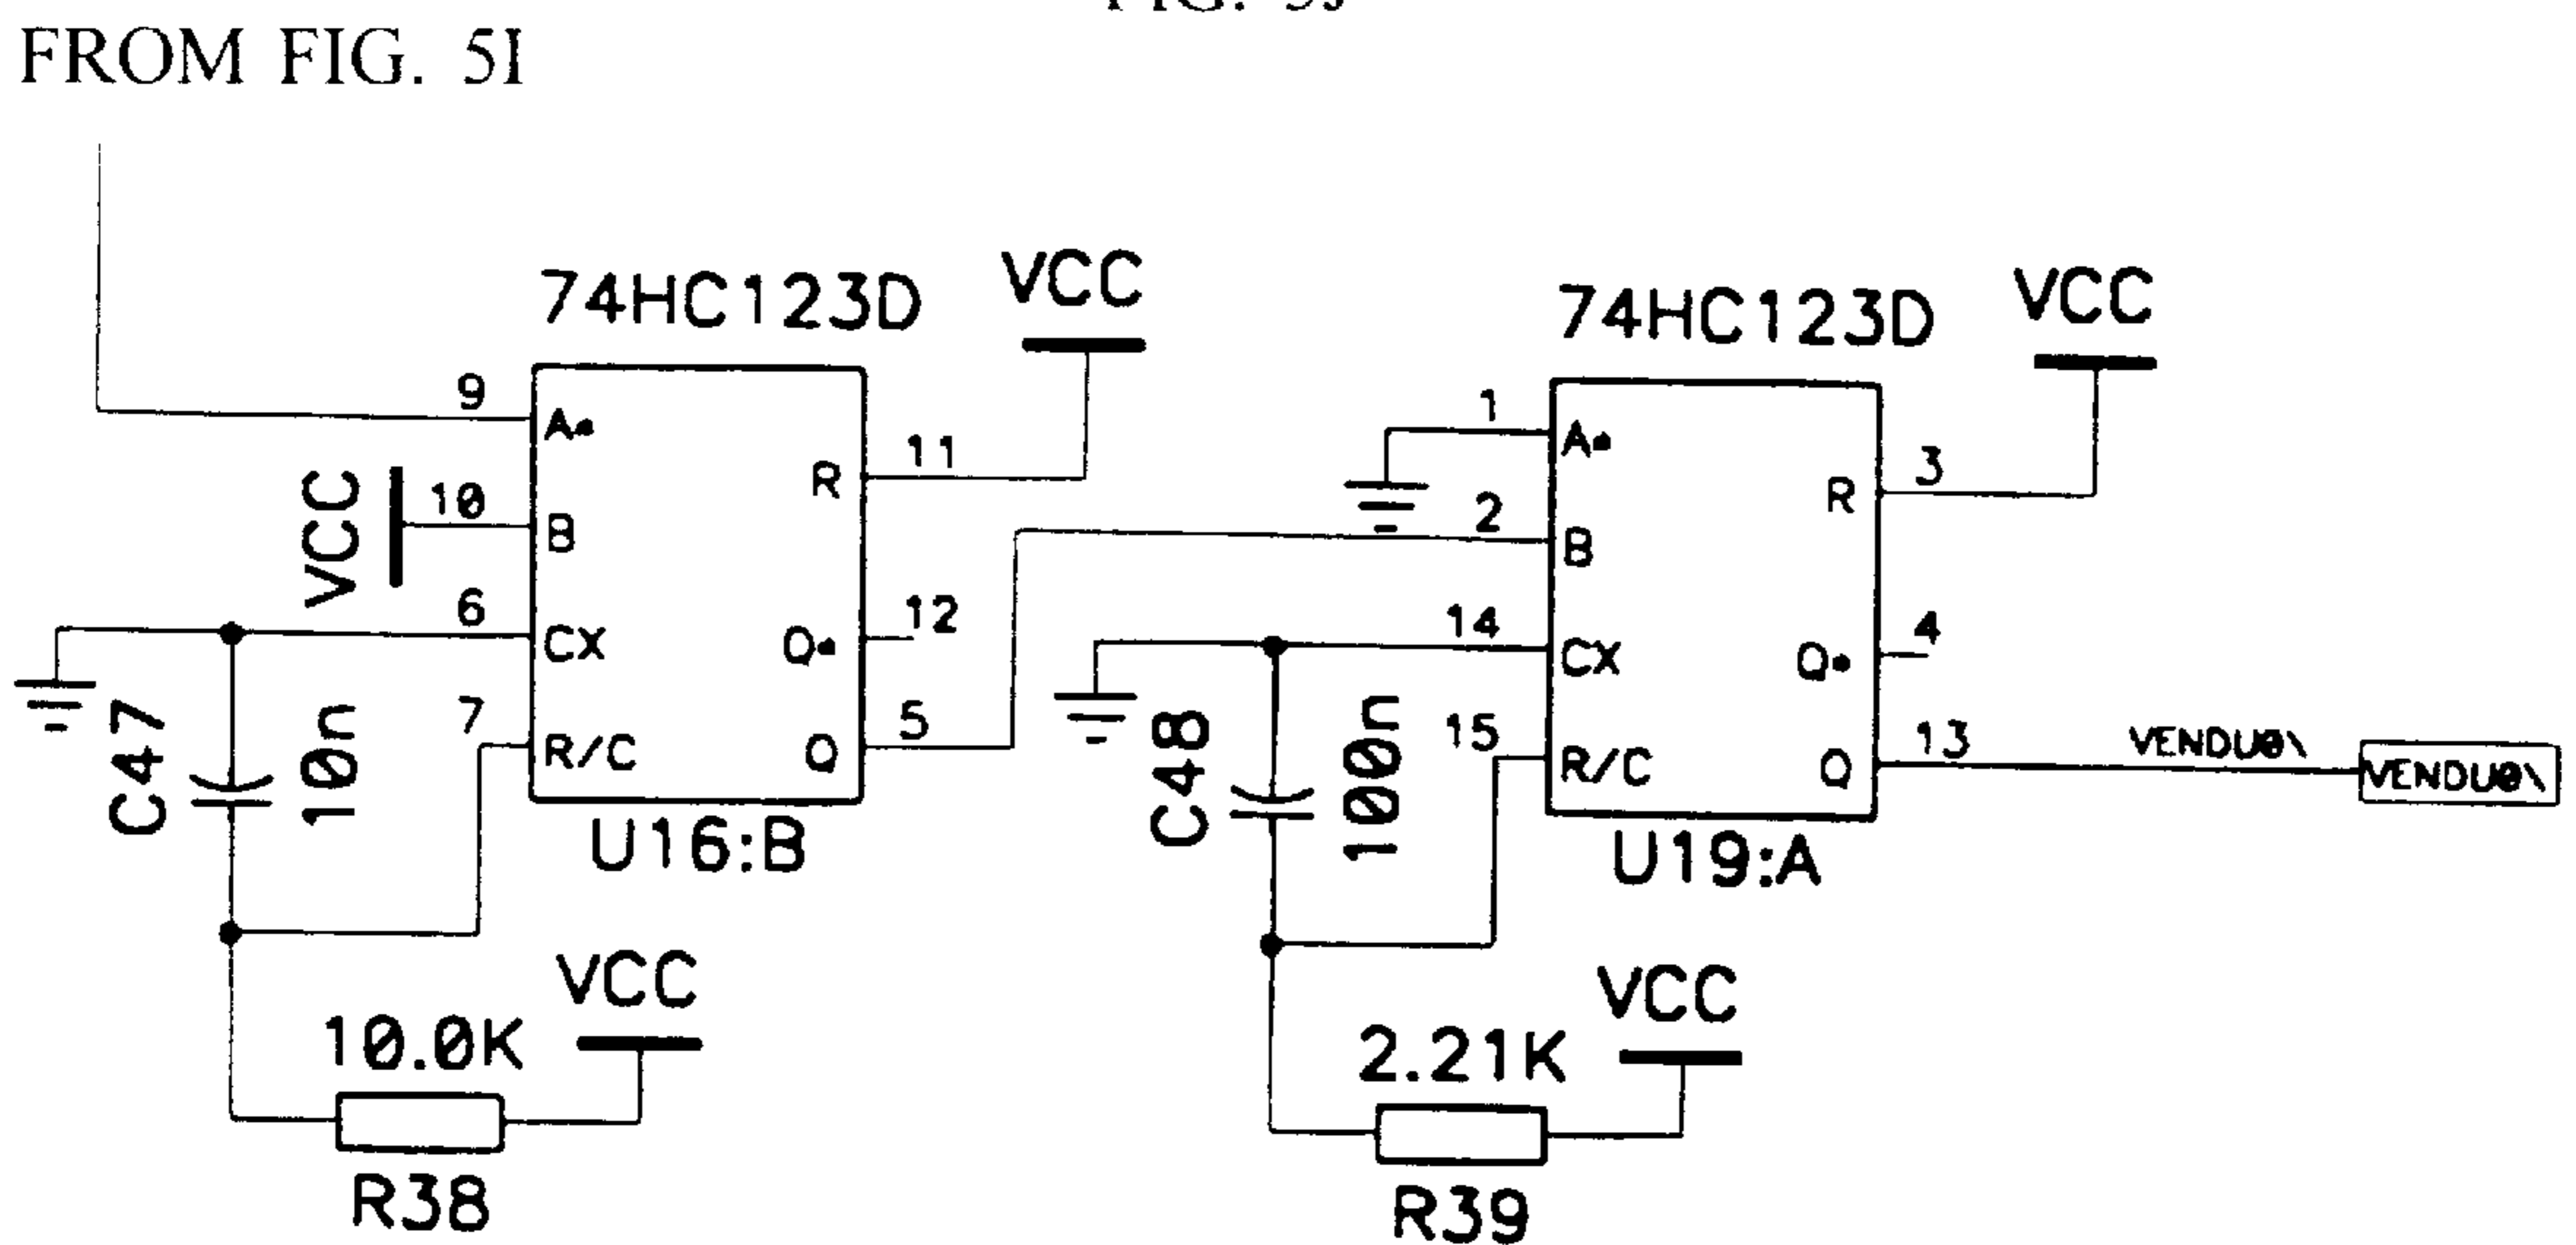 FIG. 5J
FROM FIG. 5I
74HC123D
VCC
9
A
VCC
10
B
6
CX
7
R/C
R
11
Q
12
Q
5
U16:B
C47
10n
VCC
10.0K
R38
74HC123D
VCC
1
A
2
B
14
CX
15
R/C
R
3
Q
4
Q
13
U19:A
C48
100n
VCC
2.21K
R39
VENDU0\
VENDU0\